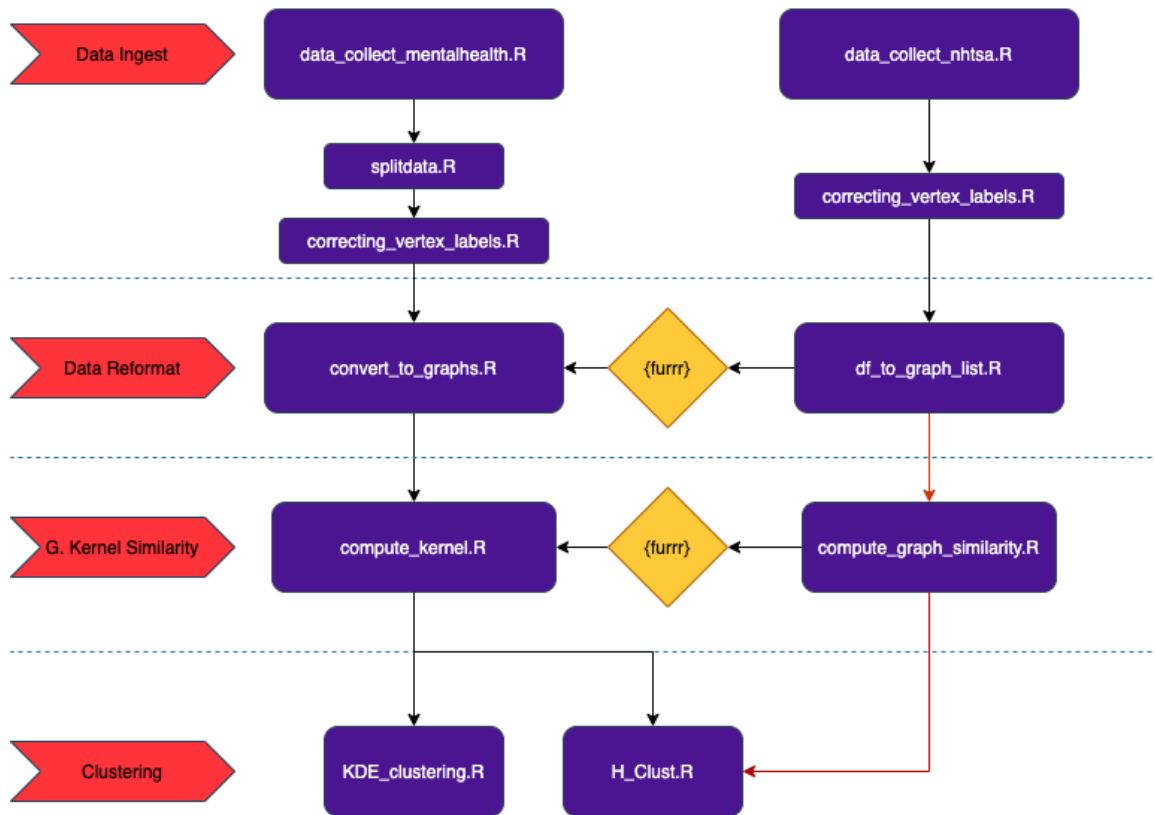 Data Ingest
data_collect_mentalhealth.R
data_collect_nhtsa.R
splitdata.R
correcting_vertex_labels.R
correcting_vertex_labels.R
Data Reformat
convert_to_graphs.R
{furrr}
df_to_graph_list.R
G. Kernel Similarity
compute_kernel.R
{furrr}
compute_graph_similarity.R
Clustering
KDE_clustering.R
H_Clust.R